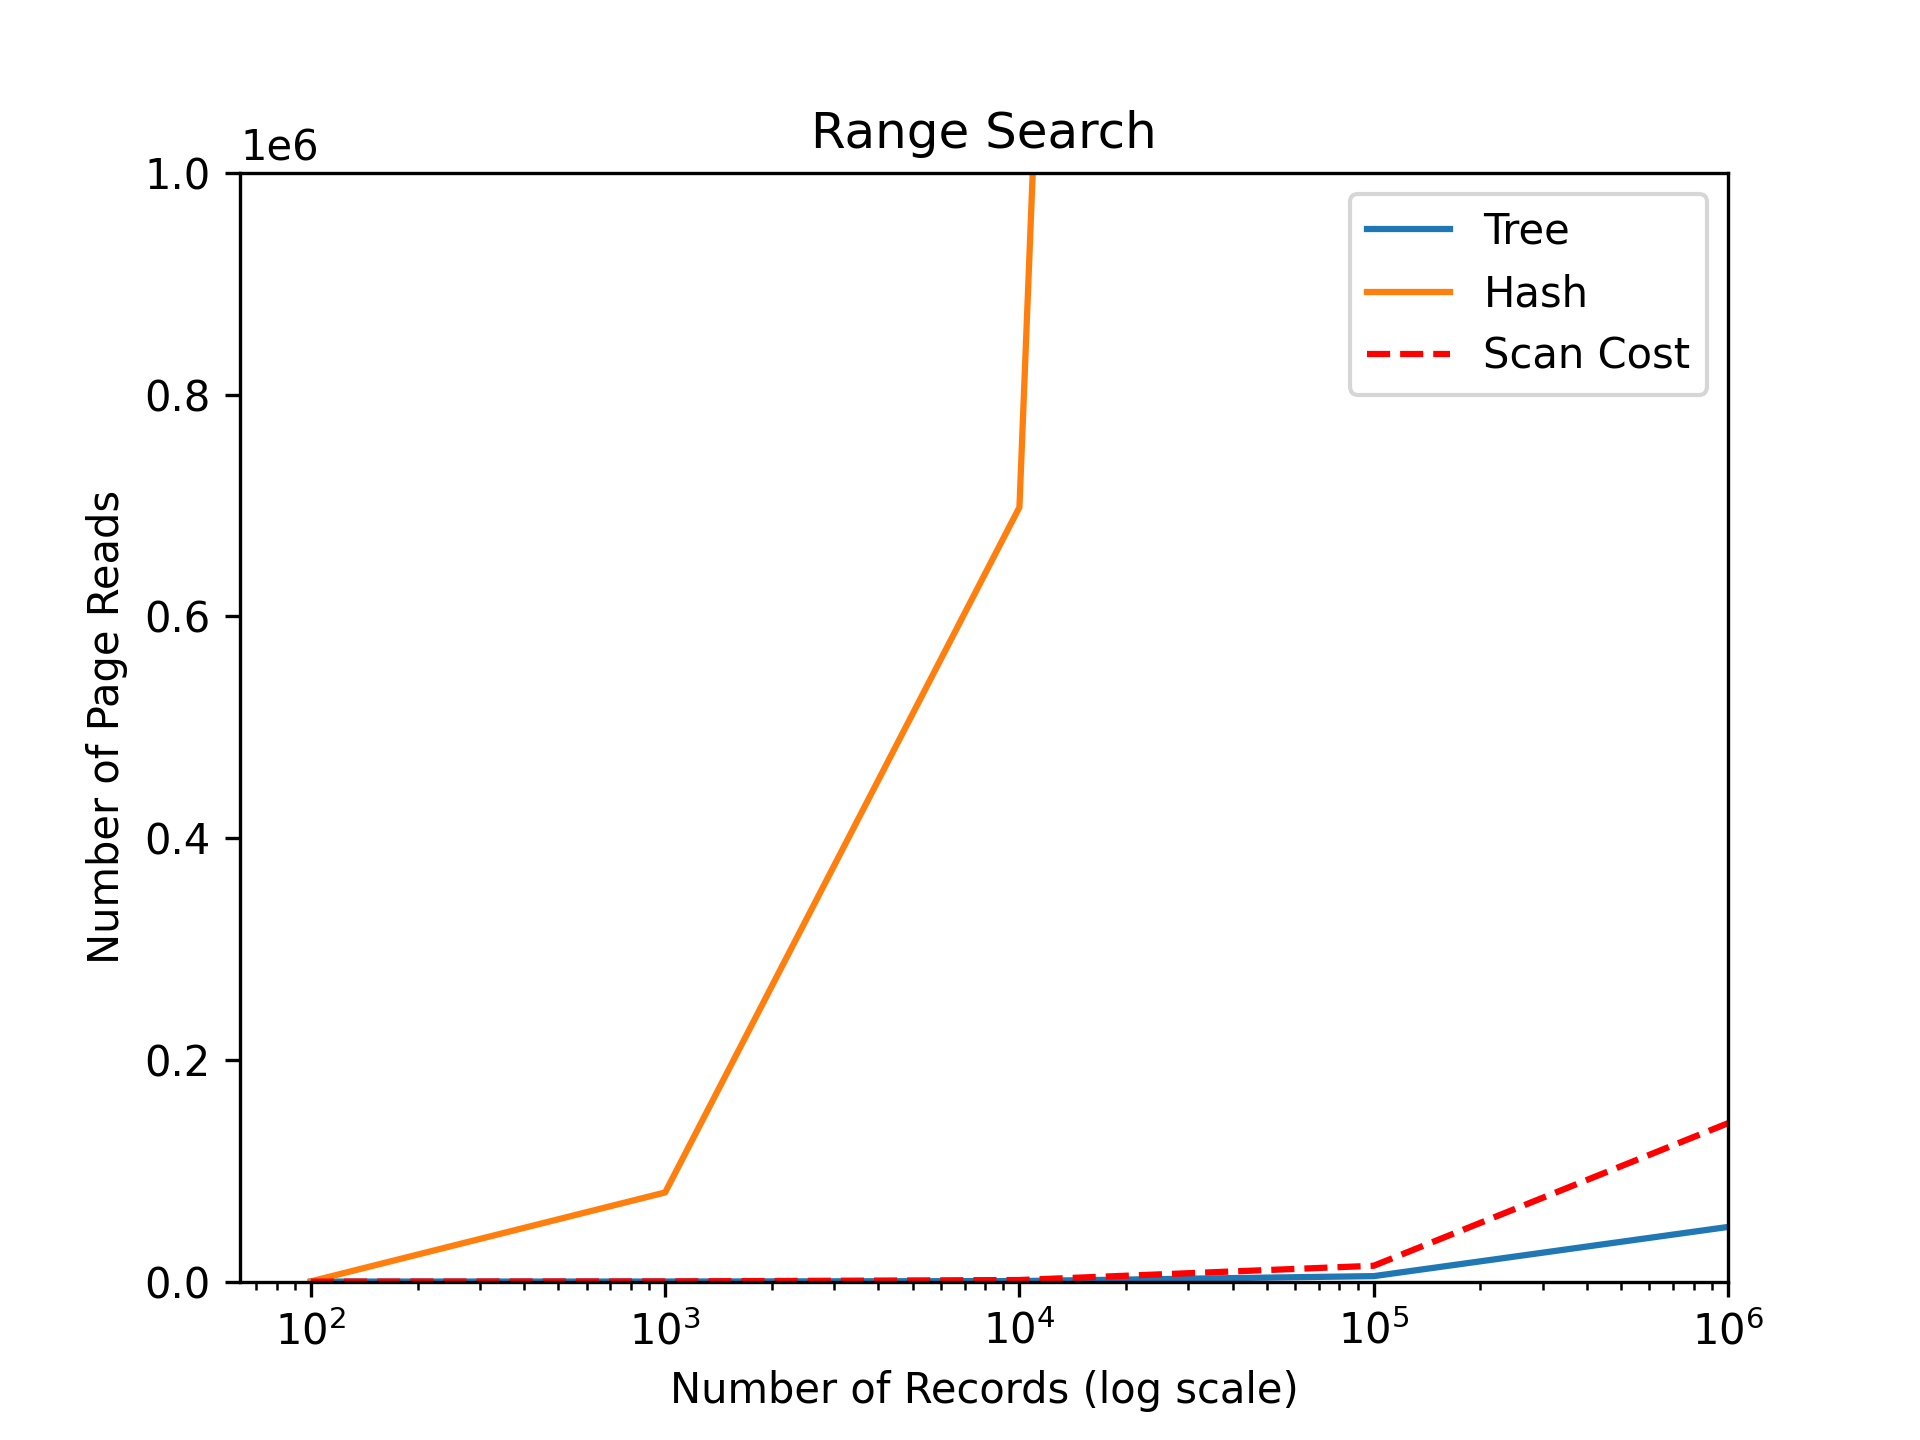 Range Search
1e6
1.0
0.8
0.6
0.4
0.2
0.0
Number of Page Reads
Tree
Hash
Scan Cost
10² 10³ 10⁴ 10⁵ 10⁶
Number of Records (log scale)